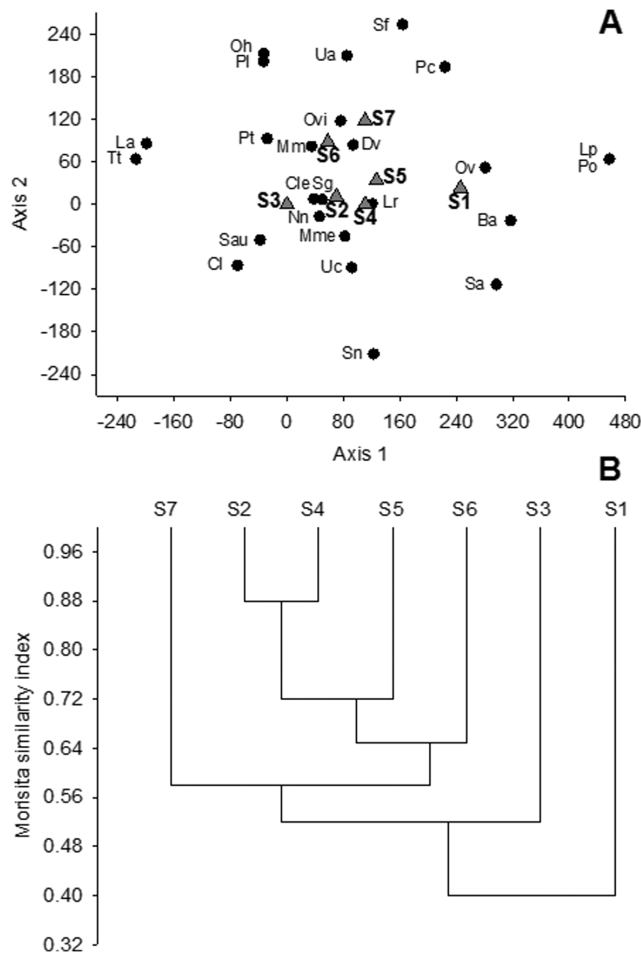 A
240
180
120
60
0
-60
-120
-180
-240
Axis 2
Sf
Oh
Pl
Ua
Pc
Ovi
S7
Pt
Mm
S6
Dv
La
Tt
Lp
Po
S5
Ov
Cle Sg
S3
S2
S4
Lr
S1
Nn
Ba
Mme
Sau
Cl
Uc
Sa
Sn
-240 -160 -80 0 80 160 240 320 400 480
Axis 1
B
S7 S2 S4 S5 S6 S3 S1
0.96
0.88
0.80
0.72
0.64
0.56
0.48
0.40
0.32
Morisita similarity index